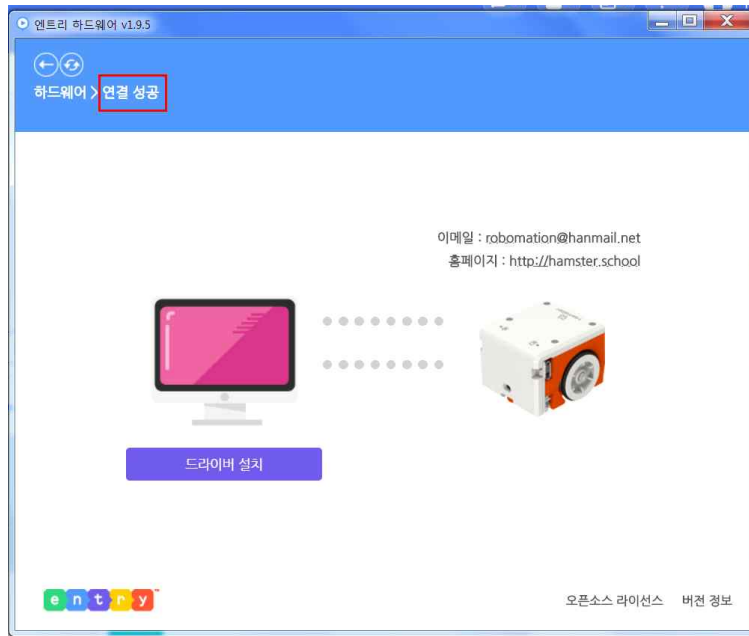 엔트리 하드웨어 v1.9.5
하드웨어 > 연결 성공
이메일 : robomation@hanmail.net
홈페이지 : http://hamster.school
드라이버 설치
entry™
오픈소스 라이선스 버전 정보